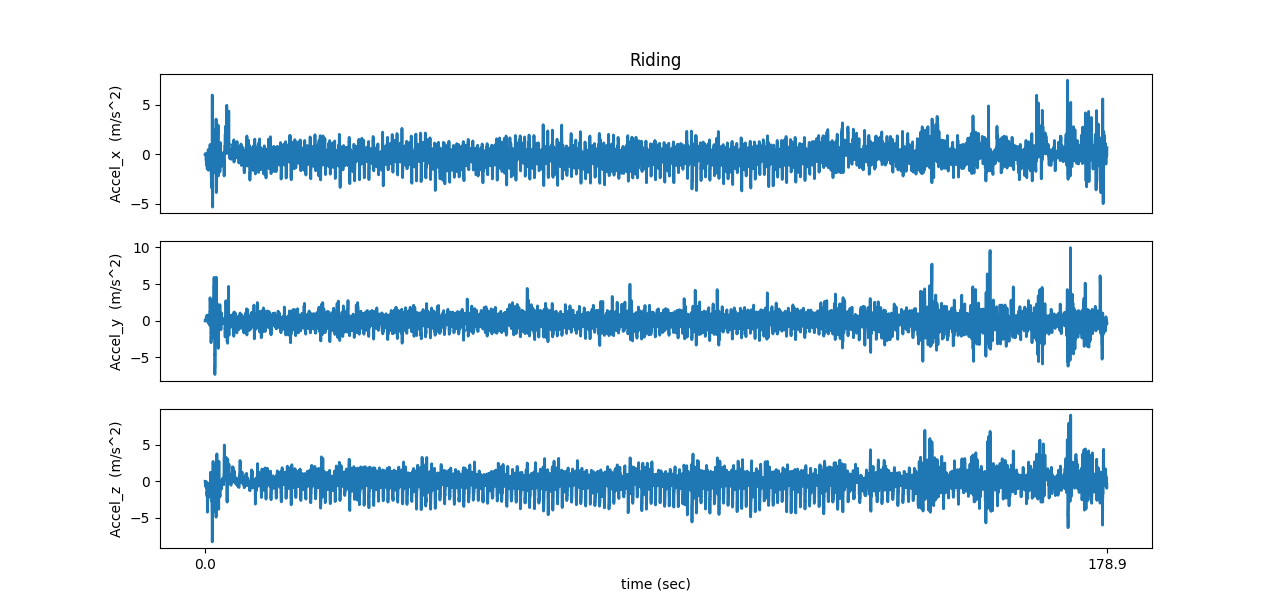 Riding
Accel_x (m/s^2)
5
0
−5
Accel_y (m/s^2)
10
5
0
−5
Accel_z (m/s^2)
5
0
−5
0.0 178.9
time (sec)